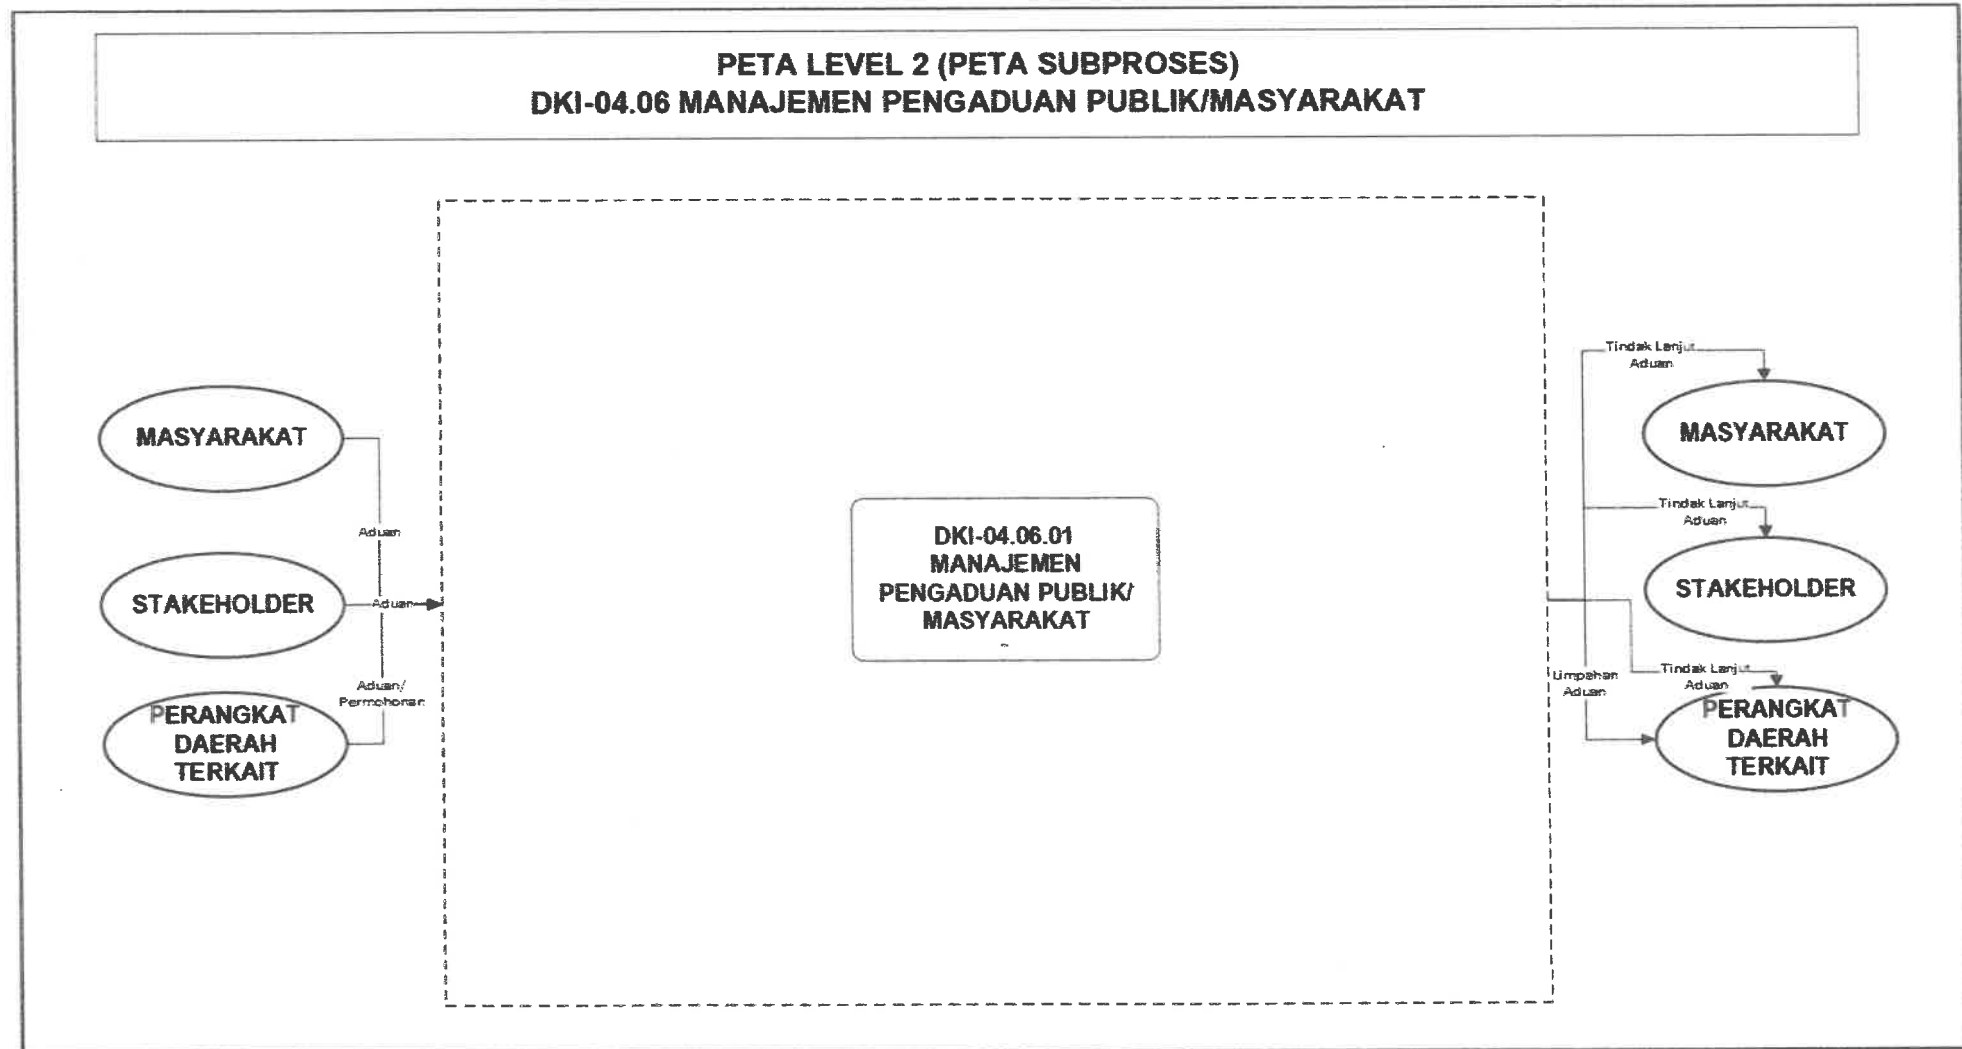 PETA LEVEL 2 (PETA SUBPROSES)
DKI-04.06 MANAJEMEN PENGADUAN PUBLIK/MASYARAKAT
MASYARAKAT
Aduan
STAKEHOLDER
Aduan
Aduan/
Permohonan
PERANGKAT
DAERAH
TERKAIT
DKI-04.06.01
MANAJEMEN
PENGADUAN PUBLIK/
MASYARAKAT
-
Tindak Lanjut
Aduan
MASYARAKAT
Tindak Lanjut
Aduan
STAKEHOLDER
Limpahan
Aduan
Tindak Lanjut
Aduan
PERANGKAT
DAERAH
TERKAIT